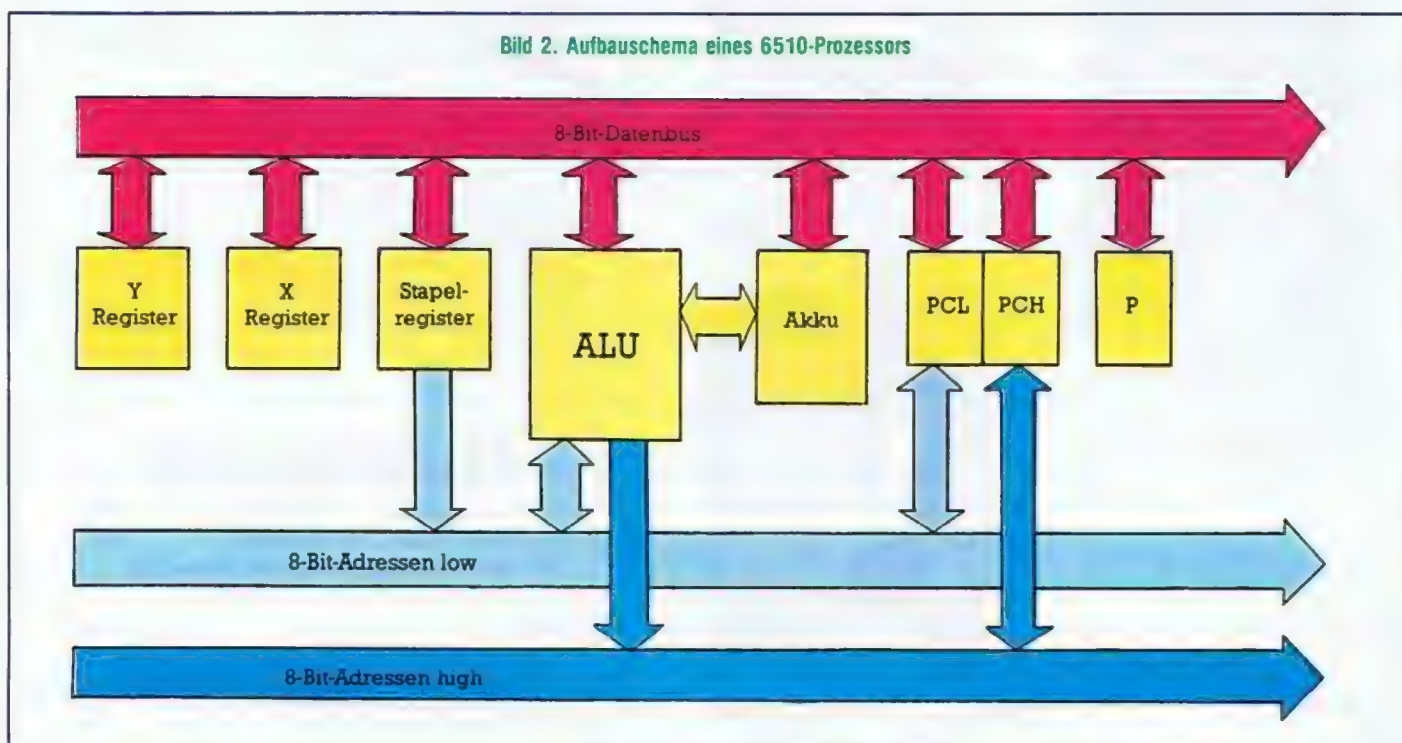 Bild 2. Aufbauschema eines 6510-Prozessors
8-Bit-Datenbus
Y
Register
X
Register
Stapel-
register
ALU
Akku
PCL
PCH
P
8-Bit-Adressen low
8-Bit-Adressen high